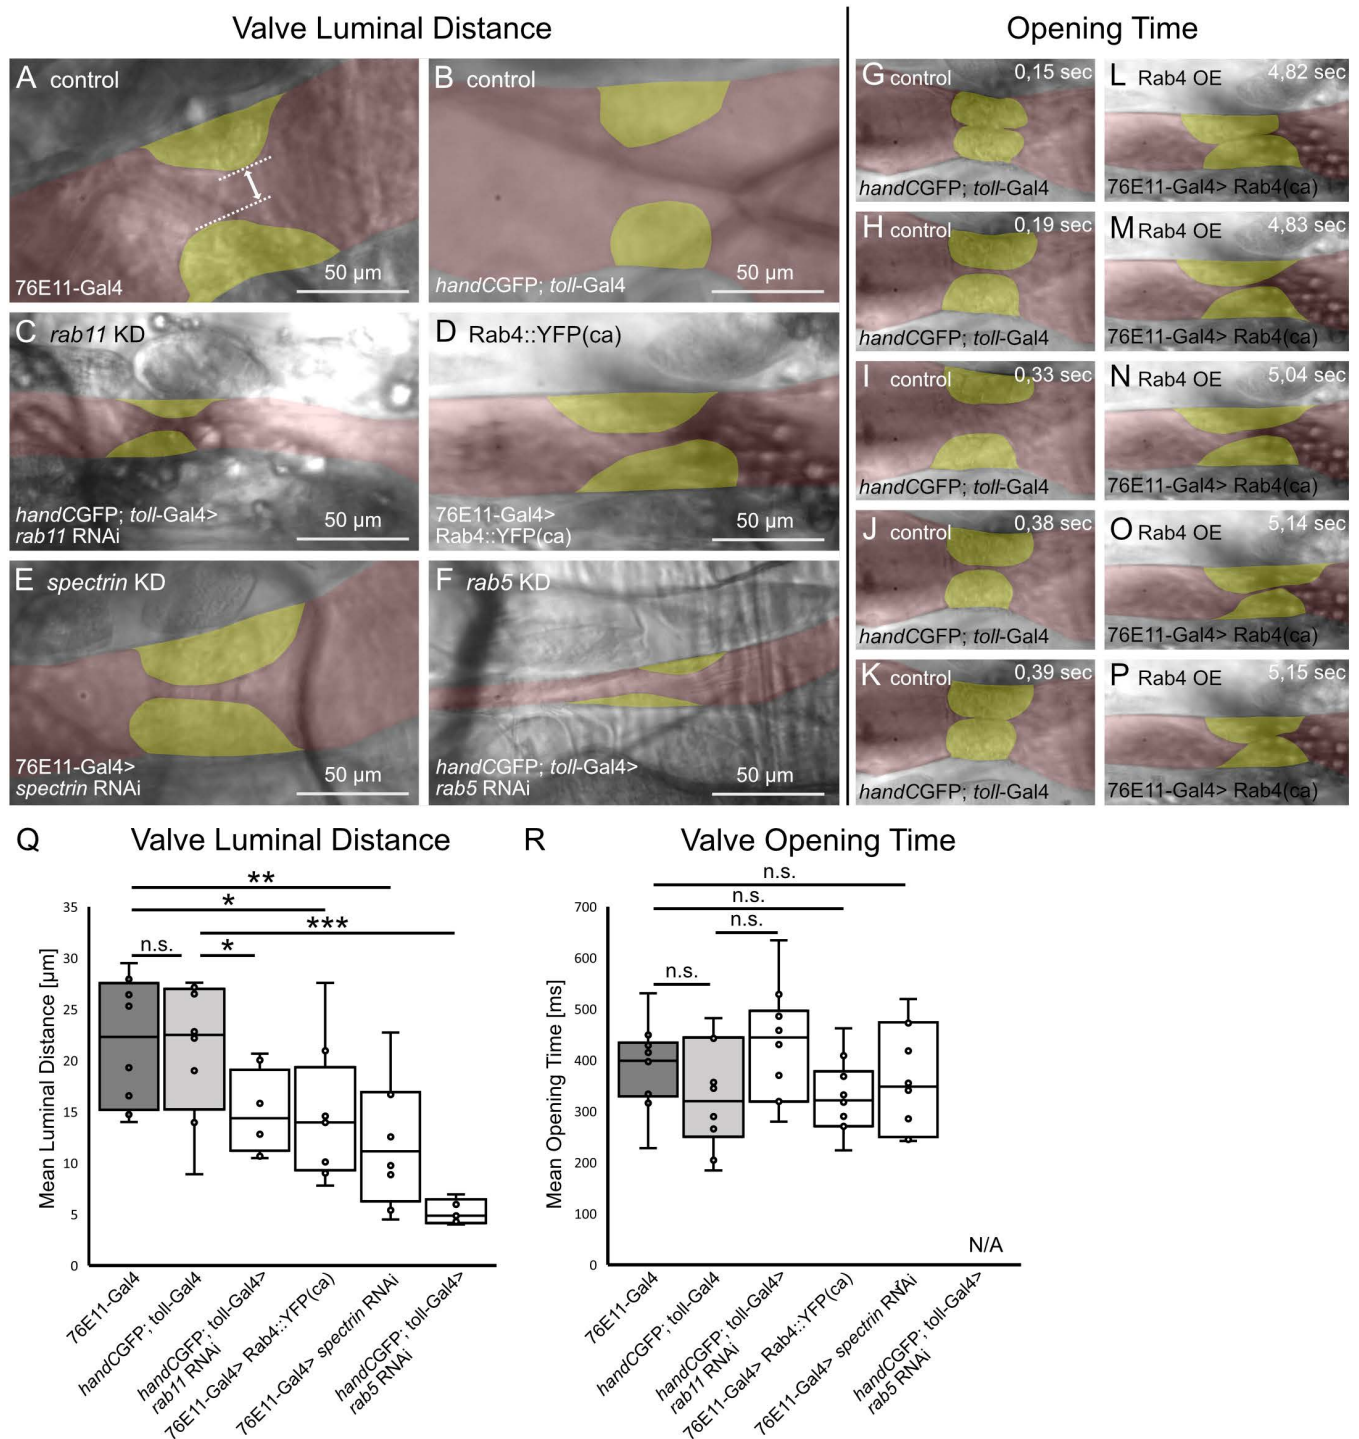 Valve Luminal Distance
Opening Time
A control
76E11-Gal4
50 µm
B control
handCGFP; toll-Gal4
50 µm
C rab11 KD
handCGFP; toll-Gal4>
rab11 RNAi
50 µm
D Rab4::YFP(ca)
76E11-Gal4>
Rab4::YFP(ca)
50 µm
E spectrin KD
76E11-Gal4>
spectrin RNAi
50 µm
F rab5 KD
handCGFP; toll-Gal4>
rab5 RNAi
50 µm
G control 0,15 sec
handCGFP; toll-Gal4
H control 0,19 sec
handCGFP; toll-Gal4
I control 0,33 sec
handCGFP; toll-Gal4
J control 0,38 sec
handCGFP; toll-Gal4
K control 0,39 sec
handCGFP; toll-Gal4
L Rab4 OE 4,82 sec
76E11-Gal4> Rab4(ca)
M Rab4 OE 4,83 sec
76E11-Gal4> Rab4(ca)
N Rab4 OE 5,04 sec
76E11-Gal4> Rab4(ca)
O Rab4 OE 5,14 sec
76E11-Gal4> Rab4(ca)
P Rab4 OE 5,15 sec
76E11-Gal4> Rab4(ca)
Q Valve Luminal Distance
**
*
***
n.s.
*
Mean Luminal Distance [µm]
35
30
25
20
15
10
5
0
76E11-Gal4
handCGFP; toll-Gal4
handCGFP; toll-Gal4>
rab11 RNAi
76E11-Gal4> Rab4::YFP(ca)
76E11-Gal4> spectrin RNAi
handCGFP; toll-Gal4>
rab5 RNAi
R Valve Opening Time
n.s.
n.s.
n.s.
n.s.
Mean Opening Time [ms]
700
600
500
400
300
200
100
0
N/A
76E11-Gal4
handCGFP; toll-Gal4
handCGFP; toll-Gal4>
rab11 RNAi
76E11-Gal4> Rab4::YFP(ca)
76E11-Gal4> spectrin RNAi
handCGFP; toll-Gal4>
rab5 RNAi